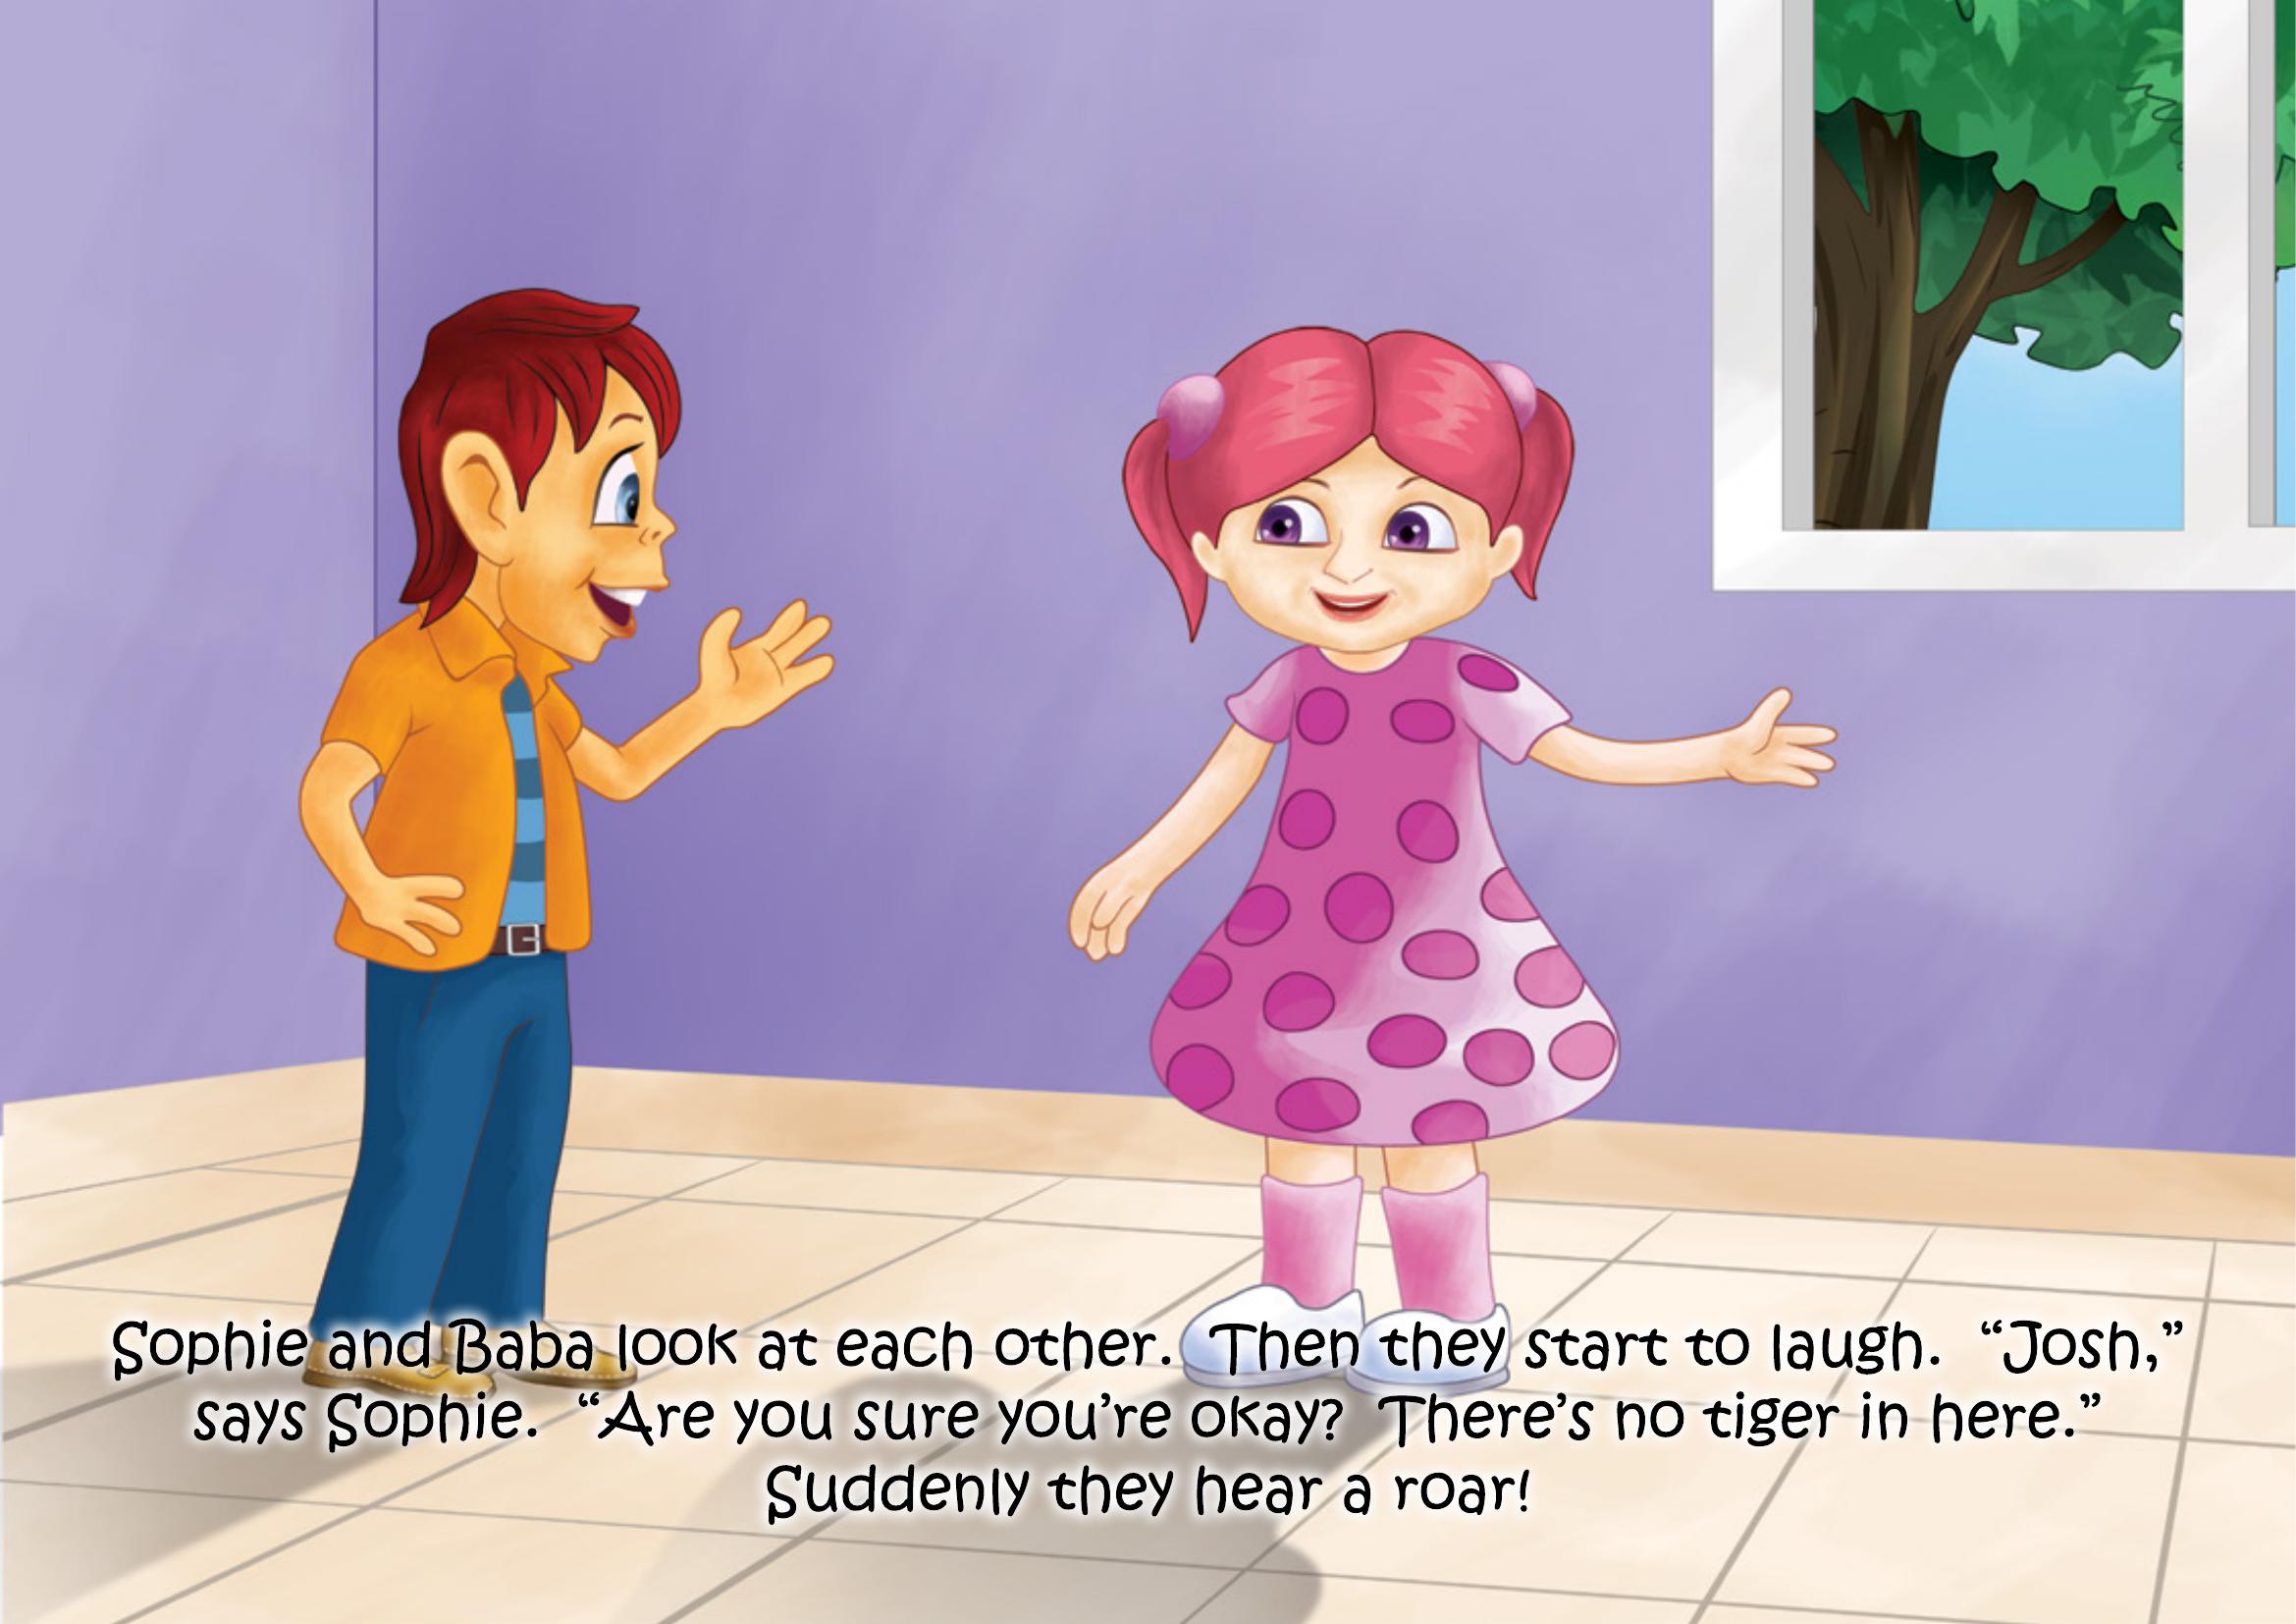 Sophie and Baba look at each other.  Then they start to laugh.  “Josh,”
says Sophie.  “Are you sure you’re okay?  There’s no tiger in here.”
Suddenly they hear a roar!